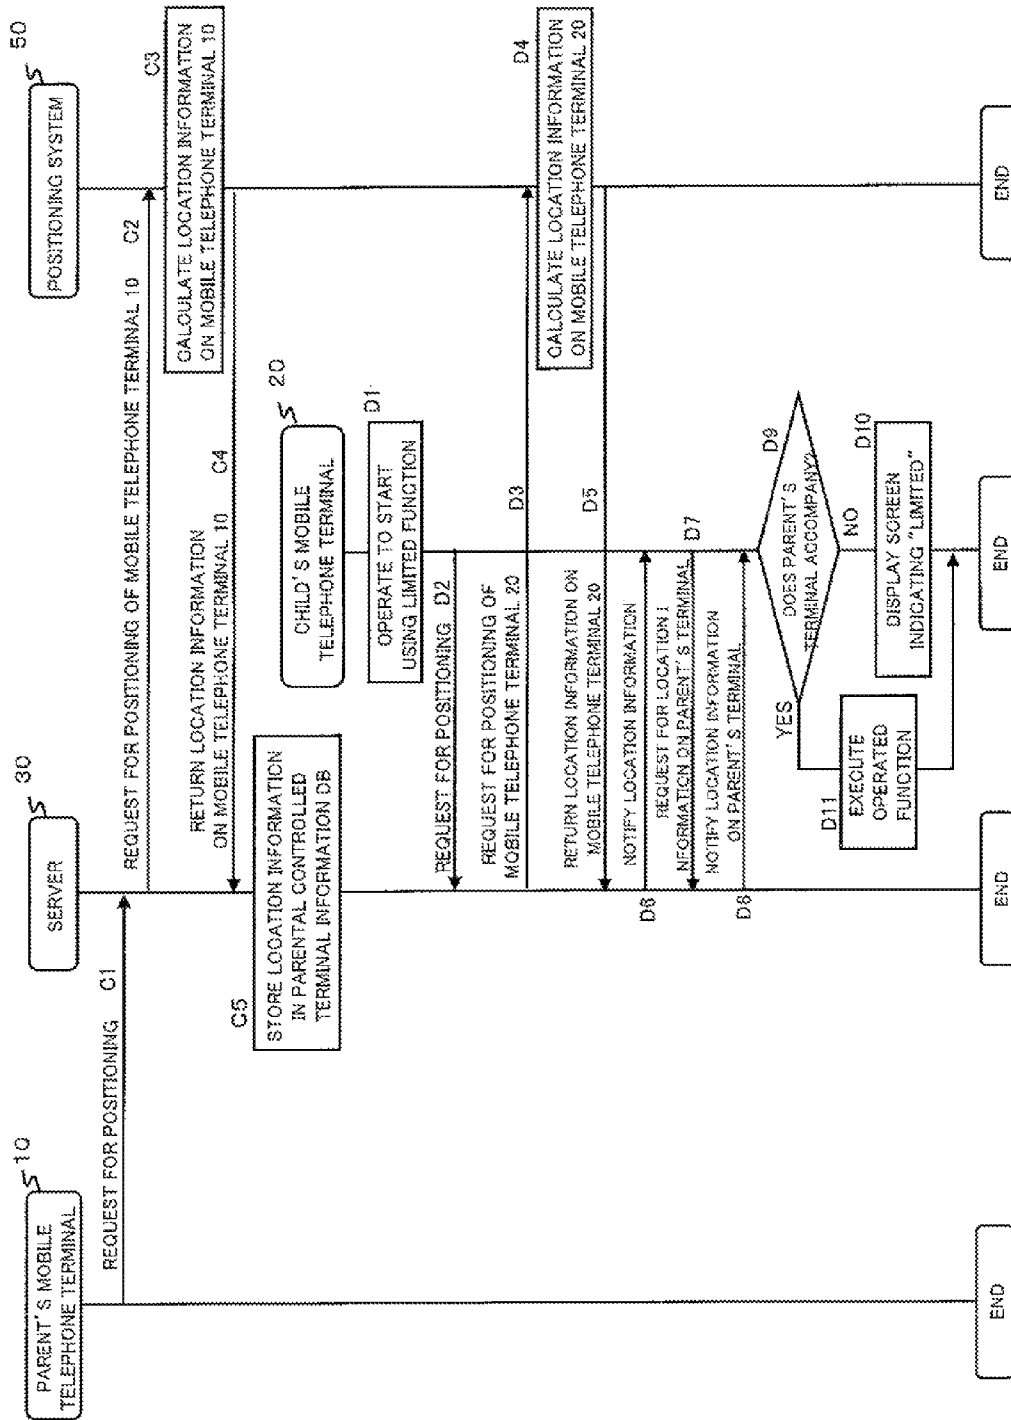 PARENT'S MOBILE
TELEPHONE TERMINAL
10
SERVER
30
POSITIONING SYSTEM
50
REQUEST FOR POSITIONING C1
REQUEST FOR POSITIONING OF MOBILE TELEPHONE TERMINAL 10 C2
C3
CALCULATE LOCATION INFORMATION
ON MOBILE TELEPHONE TERMINAL 10
RETURN LOCATION INFORMATION
ON MOBILE TELEPHONE TERMINAL 10 C4
C5
STORE LOCATION INFORMATION
IN PARENTAL CONTROLLED
TERMINAL INFORMATION DB
CHILD'S MOBILE
TELEPHONE TERMINAL
20
D1
OPERATE TO START
USING LIMITED FUNCTION
REQUEST FOR POSITIONING D2
REQUEST FOR POSITIONING OF
MOBILE TELEPHONE TERMINAL 20
D3
D4
CALCULATE LOCATION INFORMATION
ON MOBILE TELEPHONE TERMINAL 20
RETURN LOCATION INFORMATION ON
MOBILE TELEPHONE TERMINAL 20
D5
NOTIFY LOCATION INFORMATION
D6
REQUEST FOR LOCATION
INFORMATION ON PARENT'S TERMINAL
D7
NOTIFY LOCATION INFORMATION
ON PARENT'S TERMINAL
D8
D9
DOES PARENT'S
TERMINAL ACCOMPANY?
YES
NO
D10
DISPLAY SCREEN
INDICATING "LIMITED"
D11
EXECUTE
OPERATED
FUNCTION
END
END
END
END